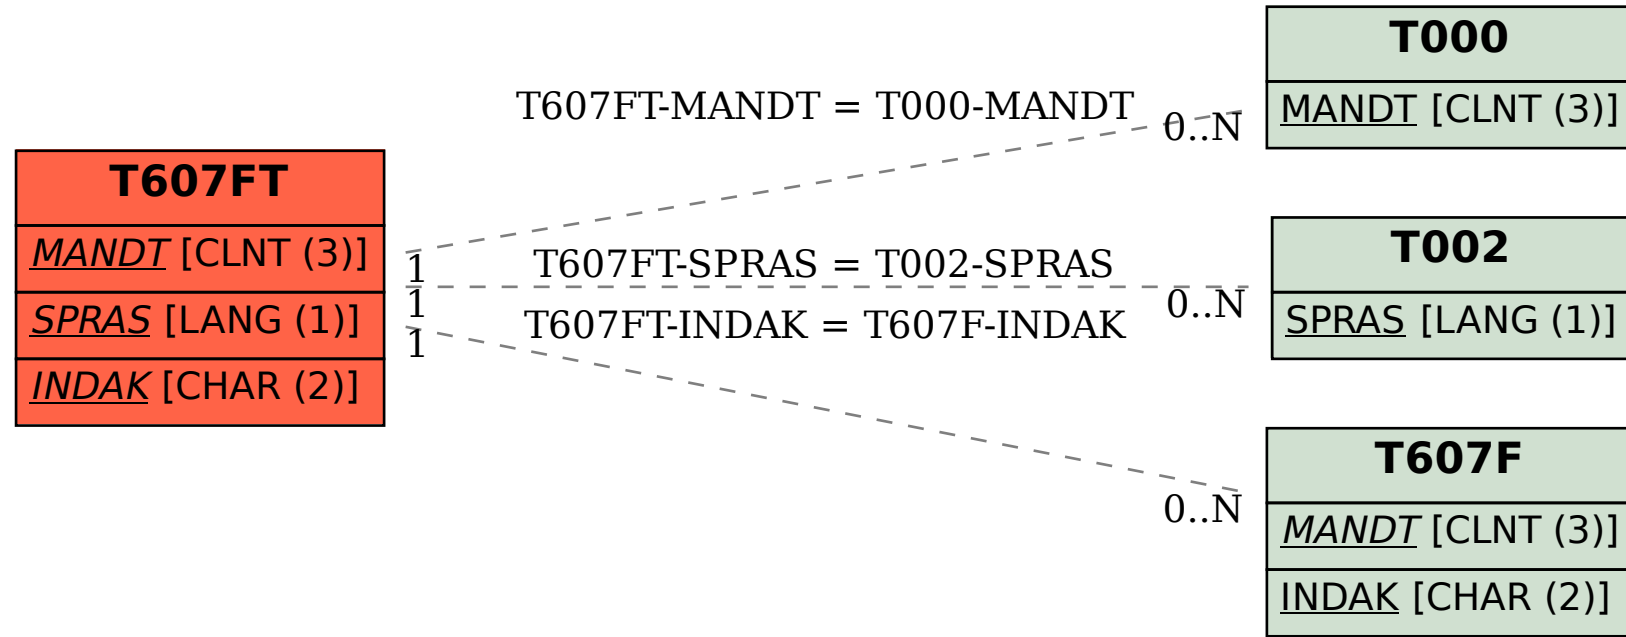 T607FT
MANDT [CLNT (3)]
SPRAS [LANG (1)]
INDAK [CHAR (2)]
T607FT-MANDT = T000-MANDT
0..N
1
T607FT-SPRAS = T002-SPRAS
0..N
1
T607FT-INDAK = T607F-INDAK
0..N
1
T000
MANDT [CLNT (3)]
T002
SPRAS [LANG (1)]
T607F
MANDT [CLNT (3)]
INDAK [CHAR (2)]